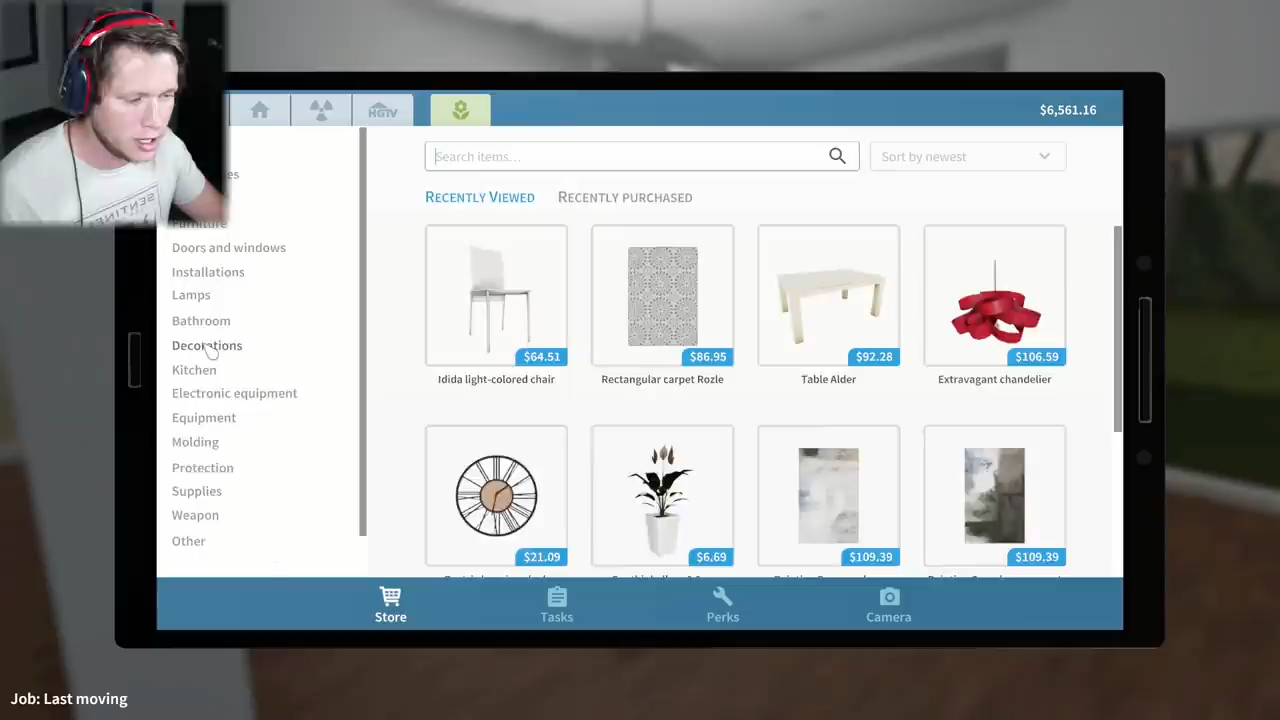 HGTV
$6,561.16
Search items...
Sort by newest
RECENTLY VIEWED
RECENTLY PURCHASED
Furniture
Doors and windows
Installations
Lamps
Bathroom
Decorations
Kitchen
Electronic equipment
Equipment
Molding
Protection
Supplies
Weapon
Other
$64.51
$86.95
$92.28
$106.59
Idida light-colored chair
Rectangular carpet Rozle
Table Alder
Extravagant chandelier
$21.09
$6,69
$109.39
$109.39
Store
Tasks
Perks
Camera
Job: Last moving